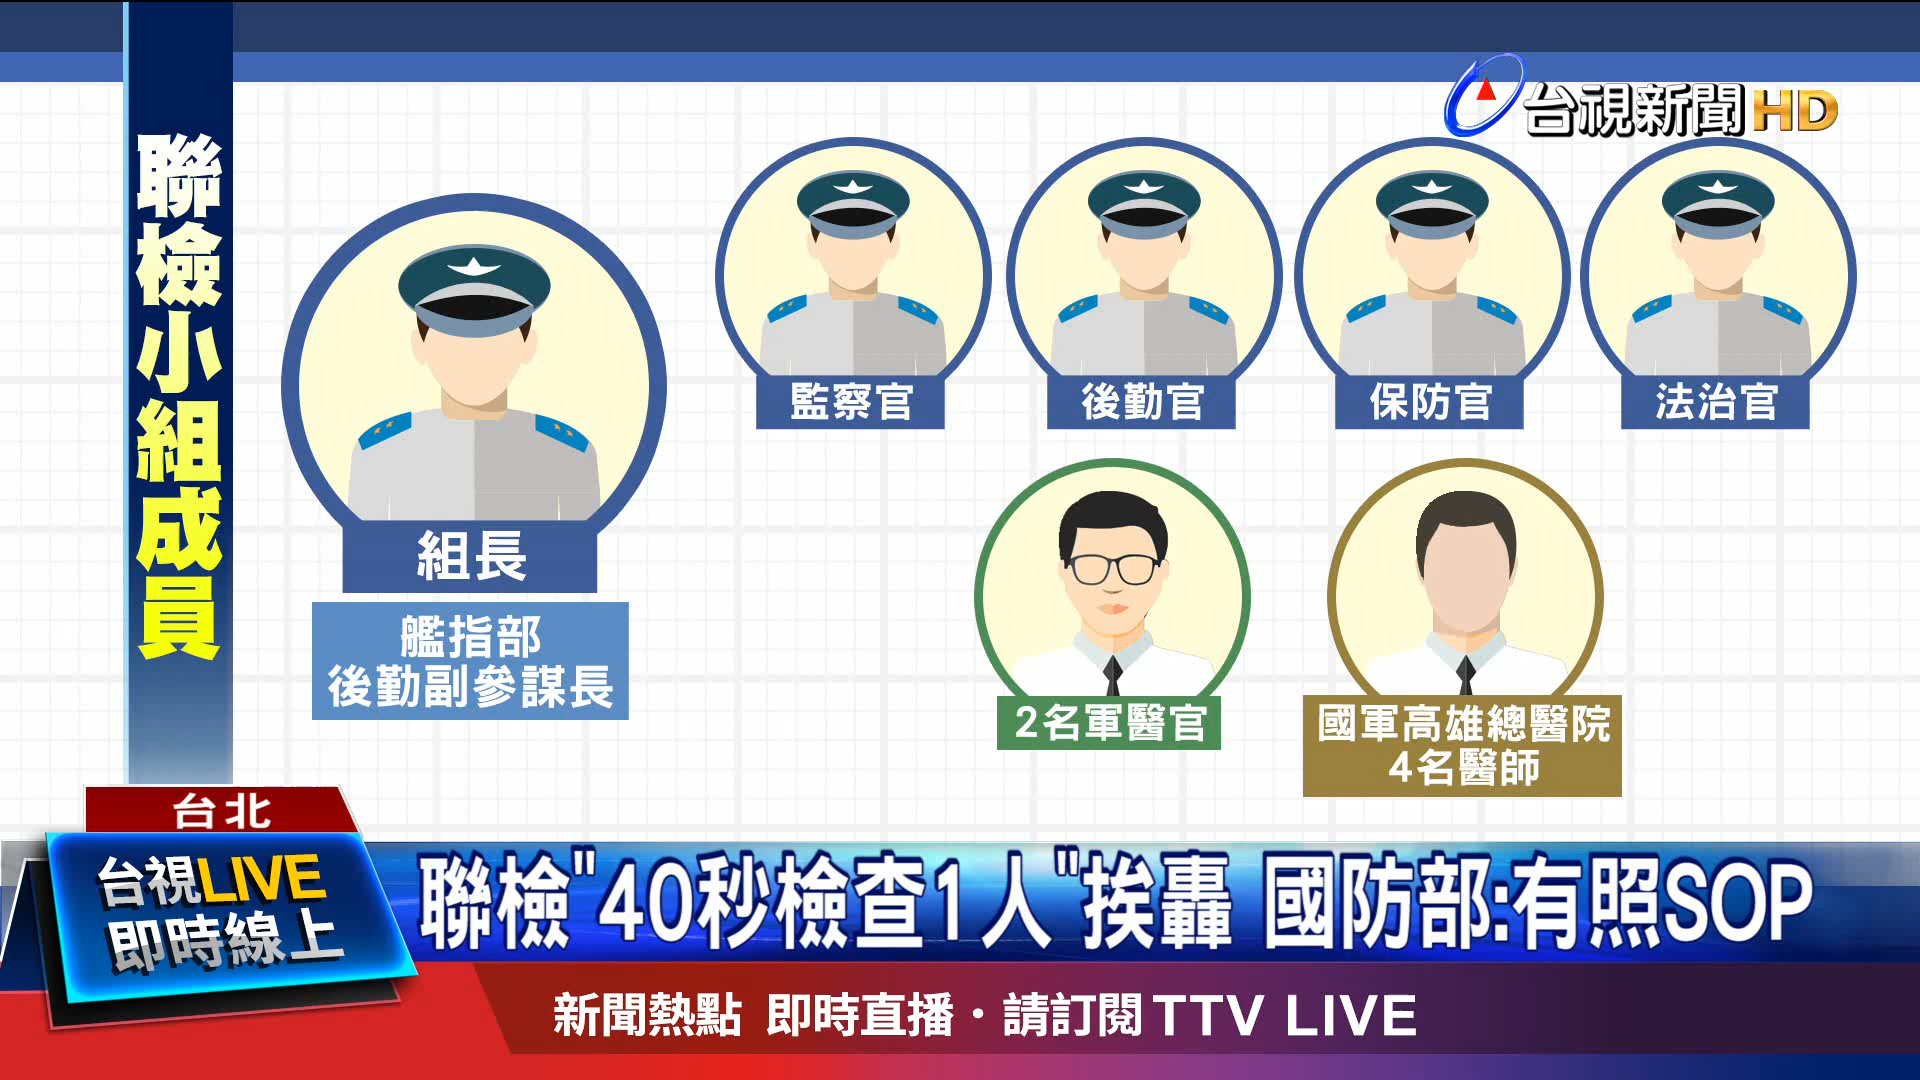 聯檢小組成員
台視新聞HD
監察官
後勤官
保防官
法治官
組長
艦指部
後勤副參謀長
2名軍醫官
國軍高雄總醫院
4名醫師
台北
台視LIVE
即時線上
聯檢"40秒檢查1人"挨轟 國防部:有照SOP
新聞熱點 即時直播・請訂閱TTV LIVE